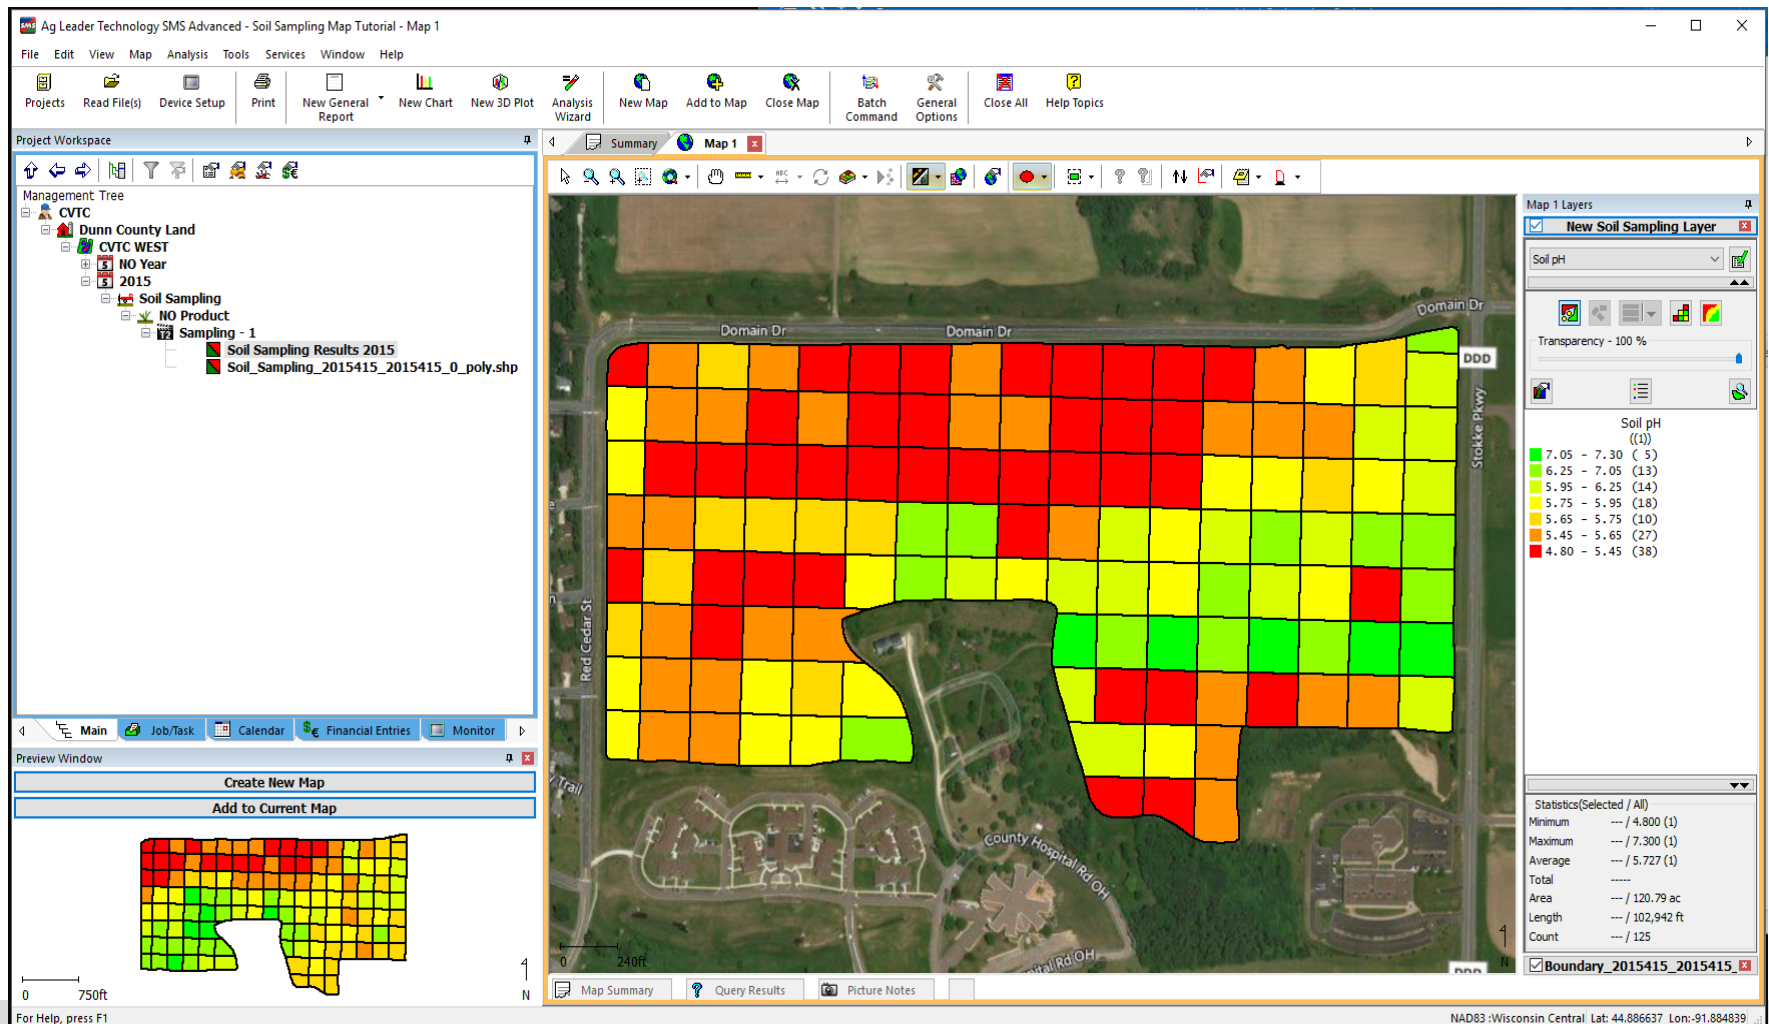 Ag Leader Technology SMS Advanced - Soil Sampling Map Tutorial - Map 1
File Edit View Map Analysis Tools Services Window Help
Projects Read File(s) Device Setup Print New General Report New Chart New 3D Plot Analysis Wizard New Map Add to Map Close Map Batch Command General Options Close All Help Topics
Project Workspace
Management Tree
CVTC
Dunn County Land
CVTC WEST
NO Year
2015
Soil Sampling
NO Product
Sampling - 1
Soil Sampling Results 2015
Soil_Sampling_2015415_2015415_0_poly.shp
Main Job/Task Calendar Financial Entries Monitor
Preview Window
Create New Map
Add to Current Map
0 750ft N
For Help, press F1
Summary Map 1
Domain Dr
Domain Dr
Domain Dr
DDD
Stokke Pkwy
Red Cedar St
Trail
County Hospital Rd OH
Rd OH
DDD
0 240ft
N
Map Summary Query Results Picture Notes
Map 1 Layers
New Soil Sampling Layer
Soil pH
Transparency - 100 %
Soil pH
((1))
7.05 - 7.30 ( 5)
6.25 - 7.05 (13)
5.95 - 6.25 (14)
5.75 - 5.95 (18)
5.65 - 5.75 (10)
5.45 - 5.65 (27)
4.80 - 5.45 (38)
Statistics(Selected / All)
Minimum --- / 4.800 (1)
Maximum --- / 7.300 (1)
Average --- / 5.727 (1)
Total -----
Area --- / 120.79 ac
Length --- / 102,942 ft
Count --- / 125
Boundary_2015415_2015415_
NAD83 :Wisconsin Central Lat: 44.886637 Lon:-91.884839